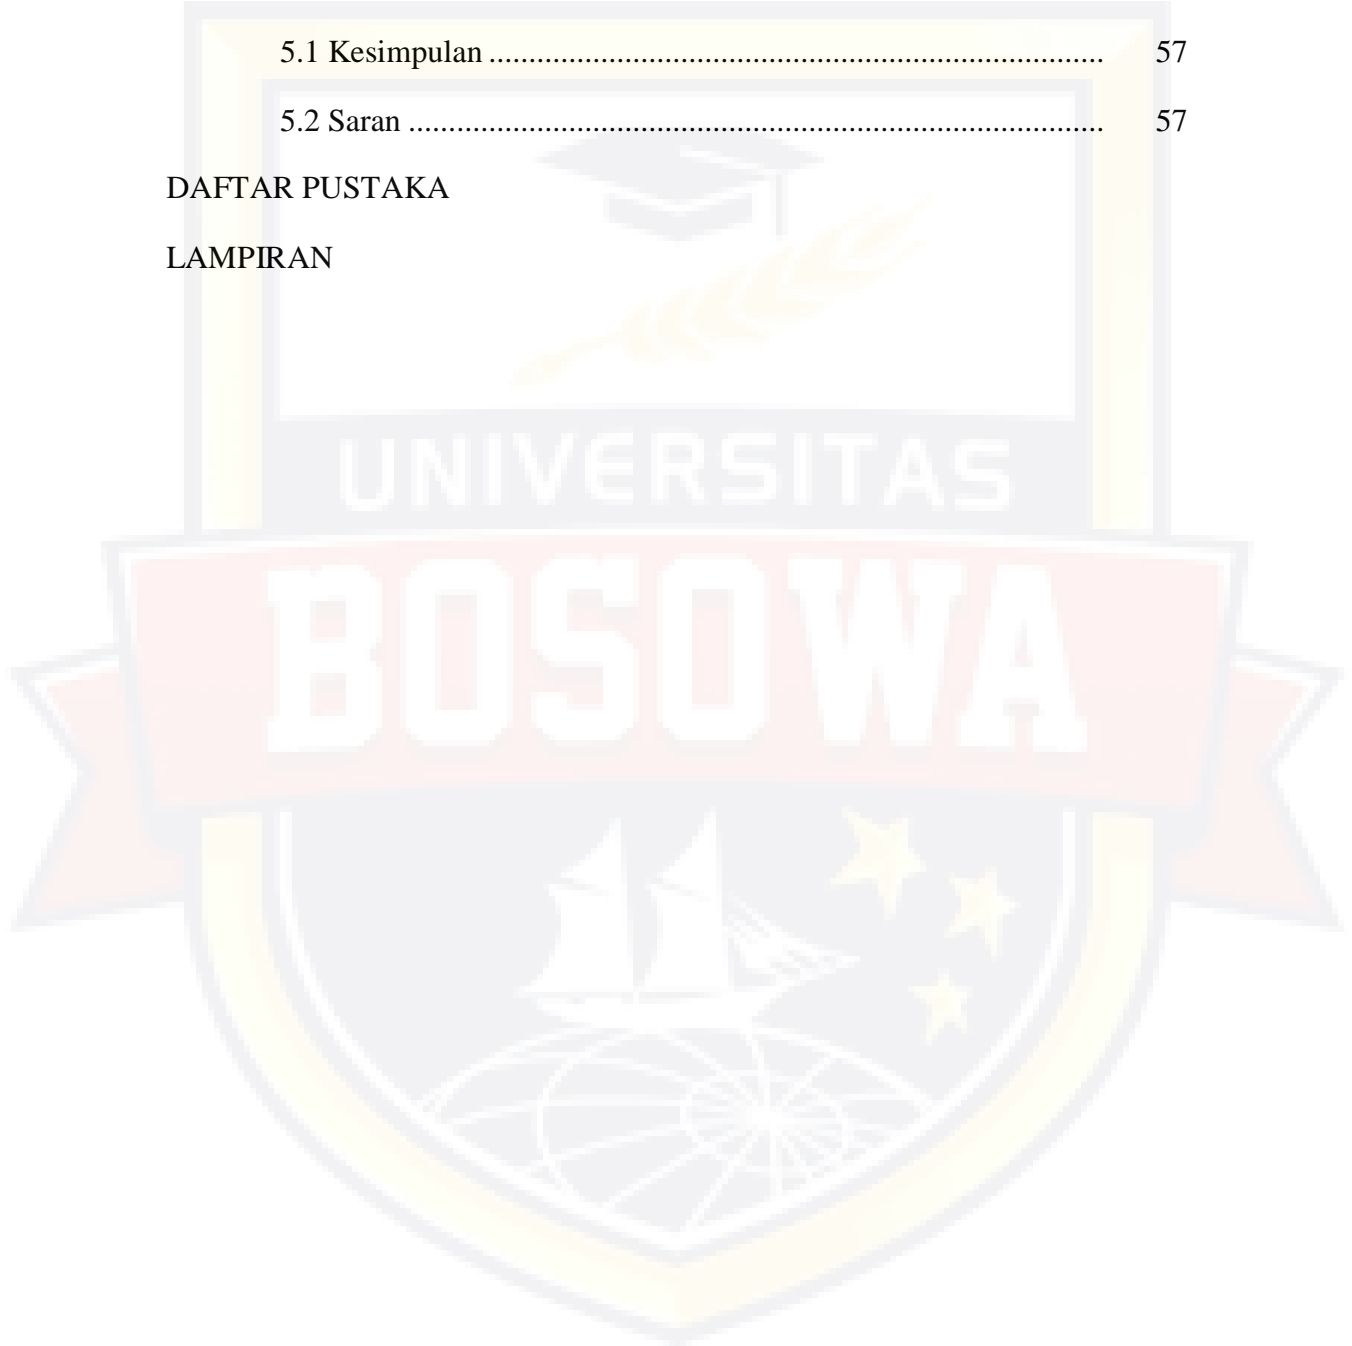 5.1 Kesimpulan ............................................................................. 57
5.2 Saran ....................................................................................... 57
DAFTAR PUSTAKA
LAMPIRAN
UNIVERSITAS
BOSOWA